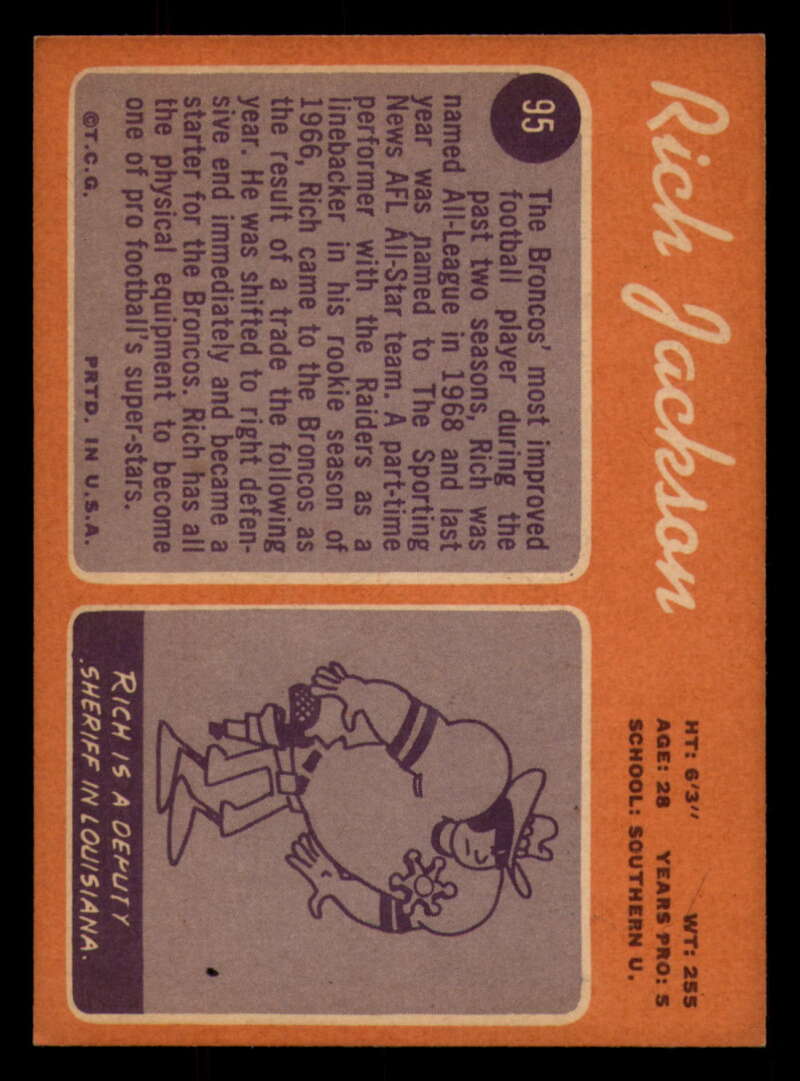 Rich Jackson
HT: 6'3" WT: 255
AGE: 28 YEARS PRO: 5
SCHOOL: SOUTHERN U.
95
The Broncos' most improved
football player during the
past two seasons, Rich was
named All-League in 1968 and last
year was named to The Sporting
News AFL All-Star team. A part-time
performer with the Raiders as a
linebacker in his rookie season of
1966, Rich came to the Broncos as
the result of a trade the following
year. He was shifted to right defen-
sive end immediately and became a
starter for the Broncos. Rich has all
the physical equipment to become
one of pro football's super-stars.
©T.C.G. PRTD. IN U.S.A.
RICH IS A DEPUTY
SHERIFF IN LOUISIANA.